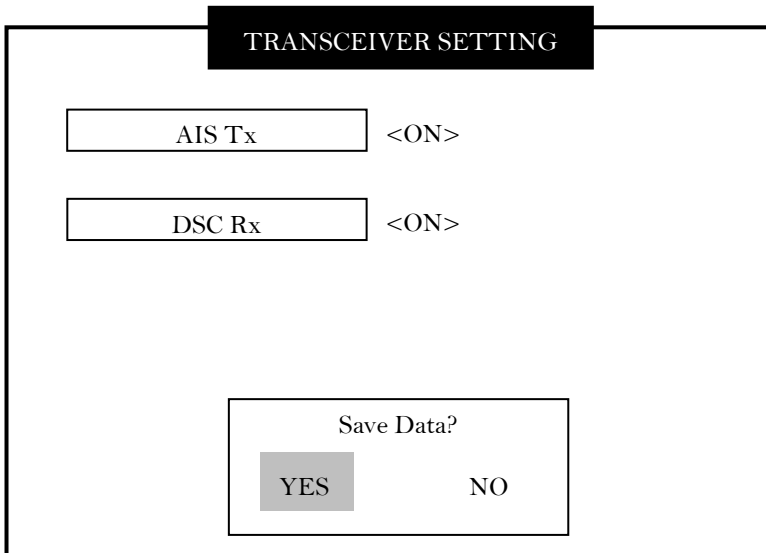 TRANSCEIVER SETTING
AIS Tx <ON>
DSC Rx <ON>
Save Data?
YES NO